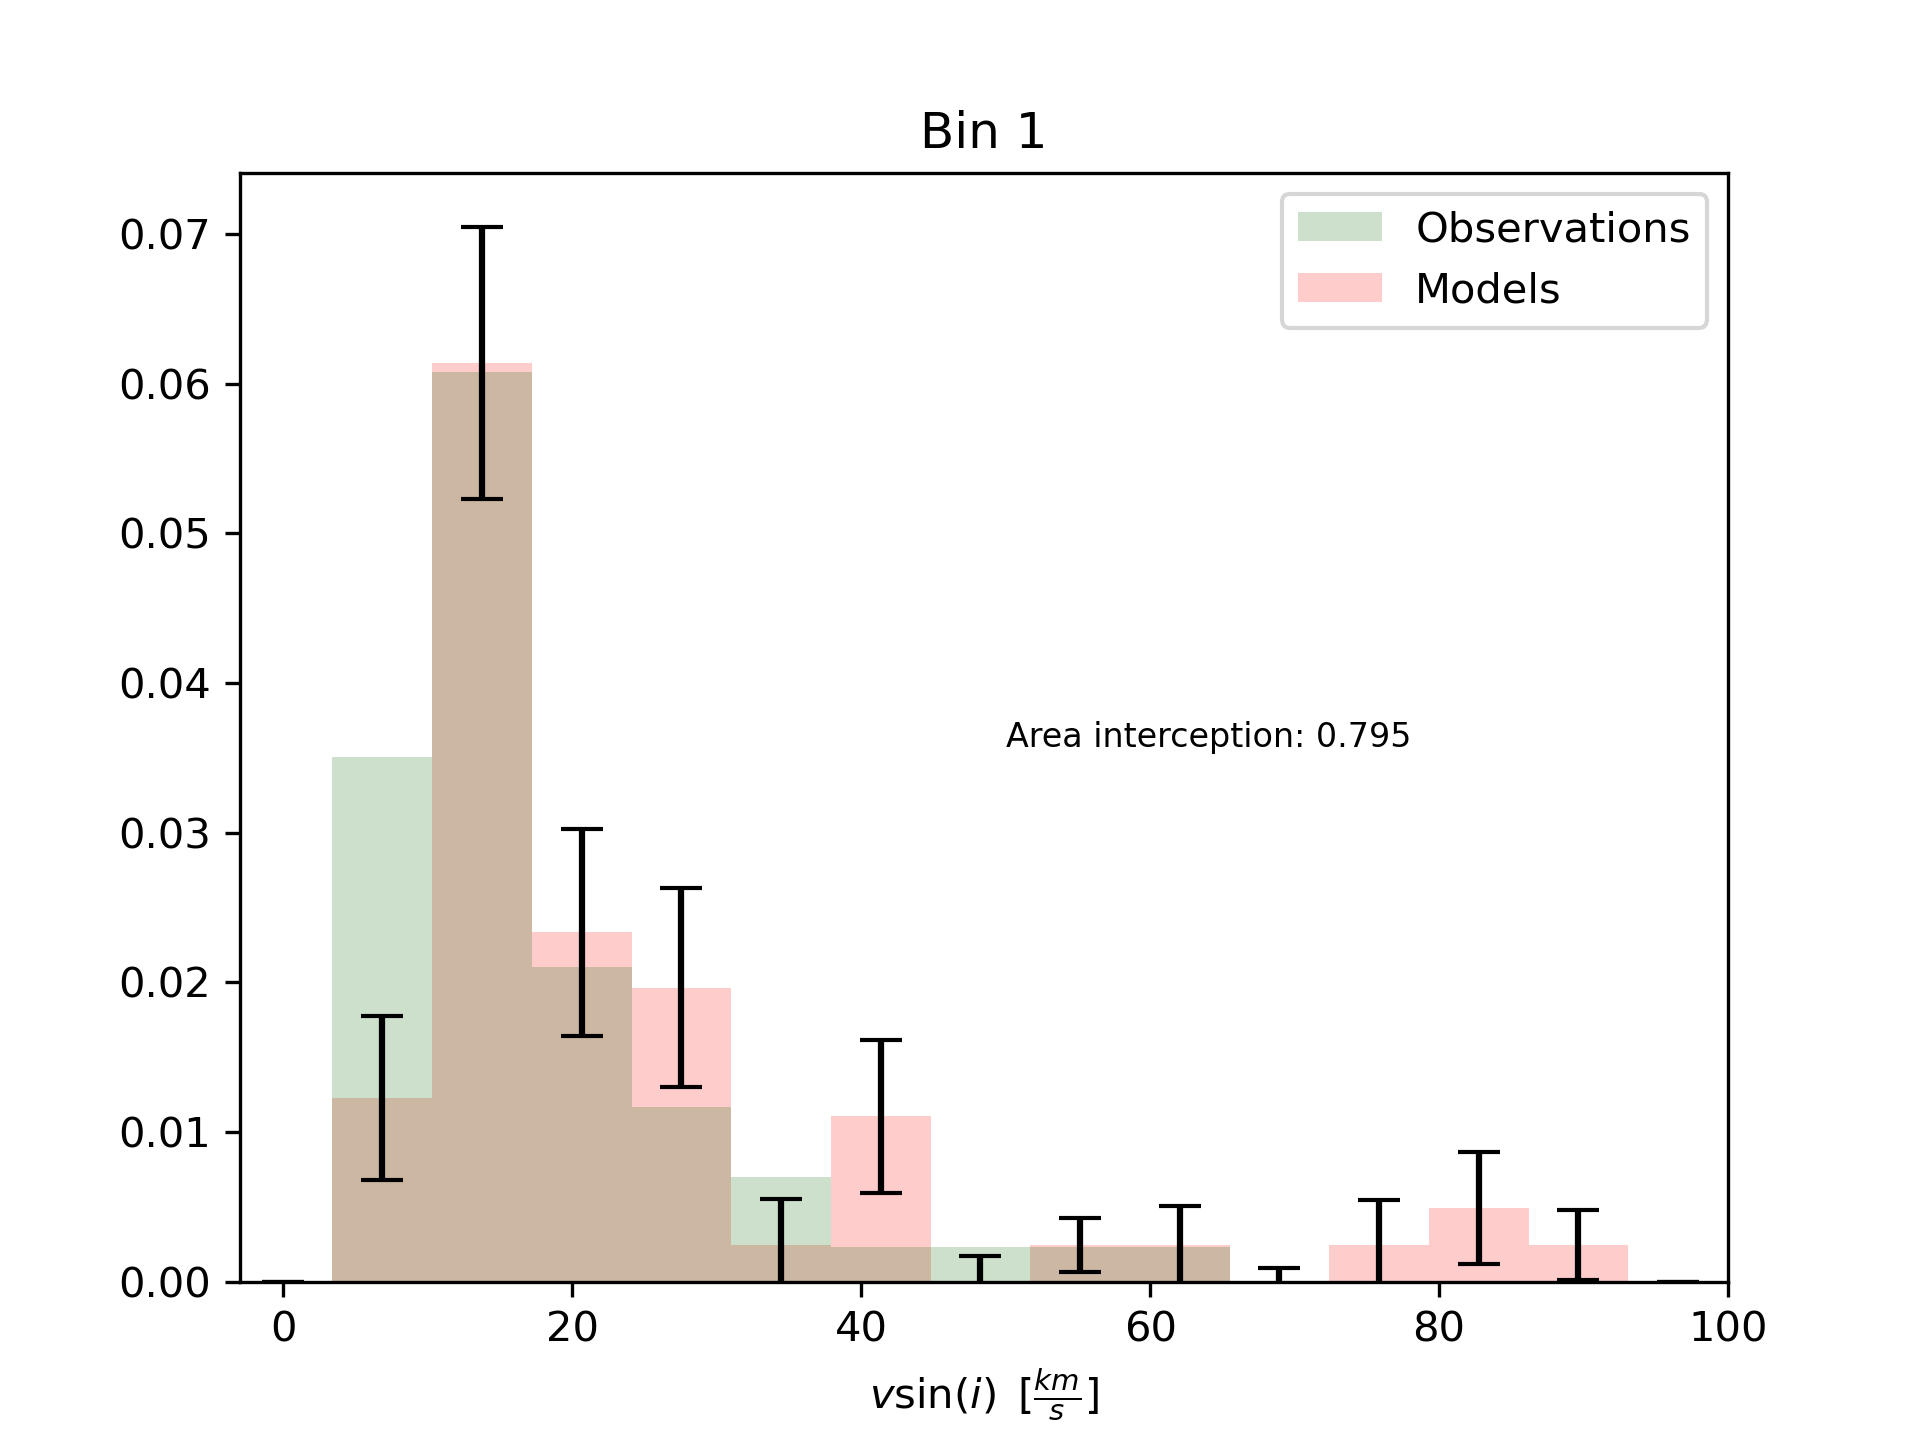 Bin 1
Observations
Models
0.07
0.06
0.05
0.04
0.03
0.02
0.01
0.00
Area interception: 0.795
0 20 40 60 80 100
vsin(i) [km/s]